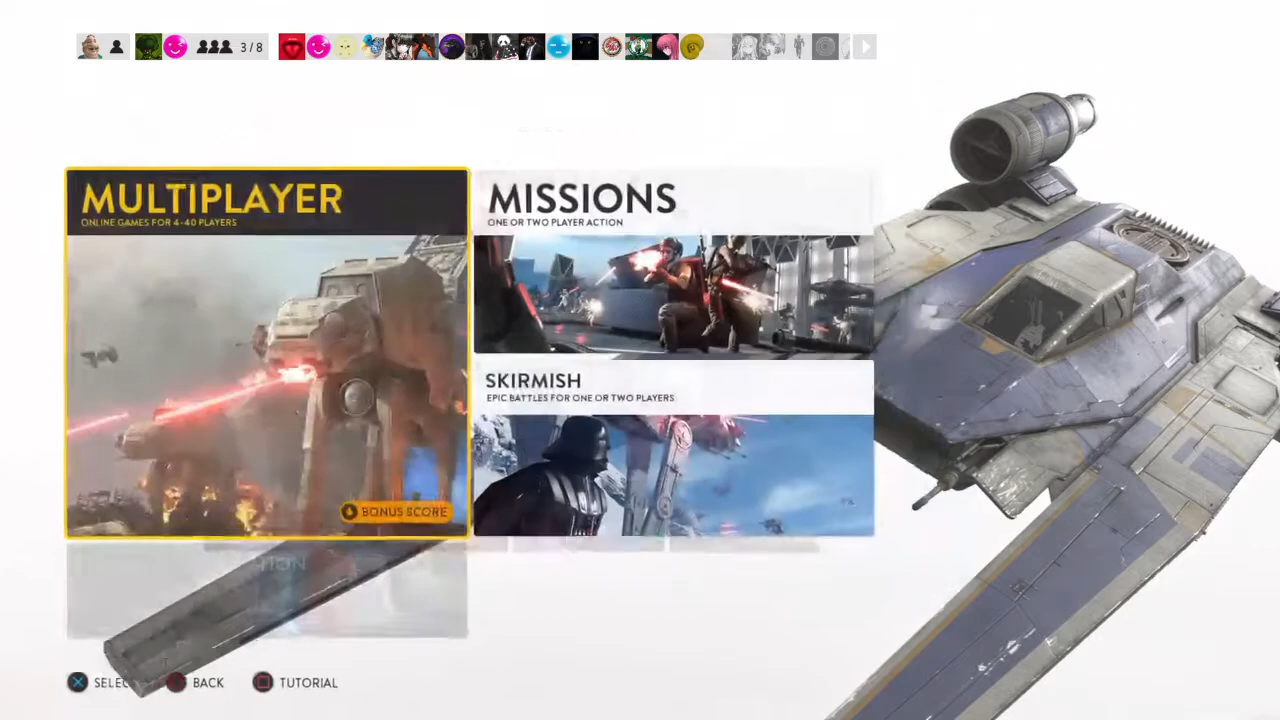 3 / 8
MULTIPLAYER
ONLINE GAMES FOR 4-40 PLAYERS
BONUS SCORE
MISSIONS
ONE OR TWO PLAYER ACTION
SKIRMISH
EPIC BATTLES FOR ONE OR TWO PLAYERS
BACK
TUTORIAL